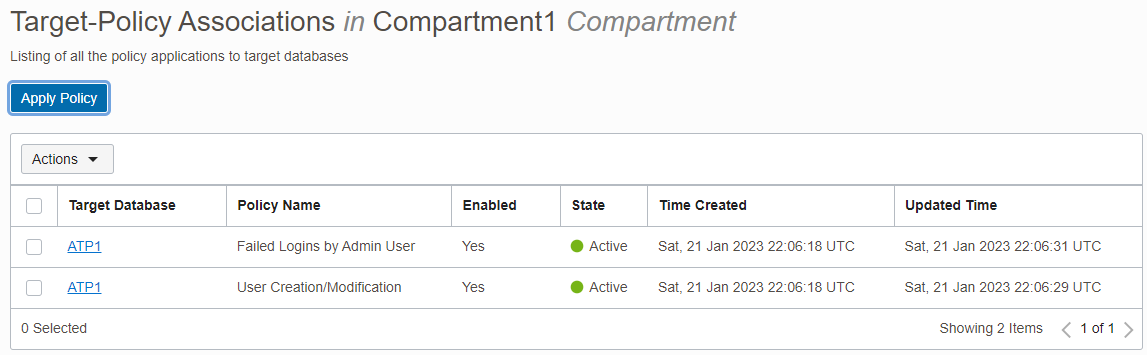 Target-Policy Associations in Compartment1 Compartment
Listing of all the policy applications to target databases
Apply Policy
Actions
Target Database Policy Name Enabled State Time Created Updated Time
ATP1 Failed Logins by Admin User Yes Active Sat, 21 Jan 2023 22:06:18 UTC Sat, 21 Jan 2023 22:06:31 UTC
ATP1 User Creation/Modification Yes Active Sat, 21 Jan 2023 22:06:18 UTC Sat, 21 Jan 2023 22:06:29 UTC
0 Selected Showing 2 Items 1 of 1